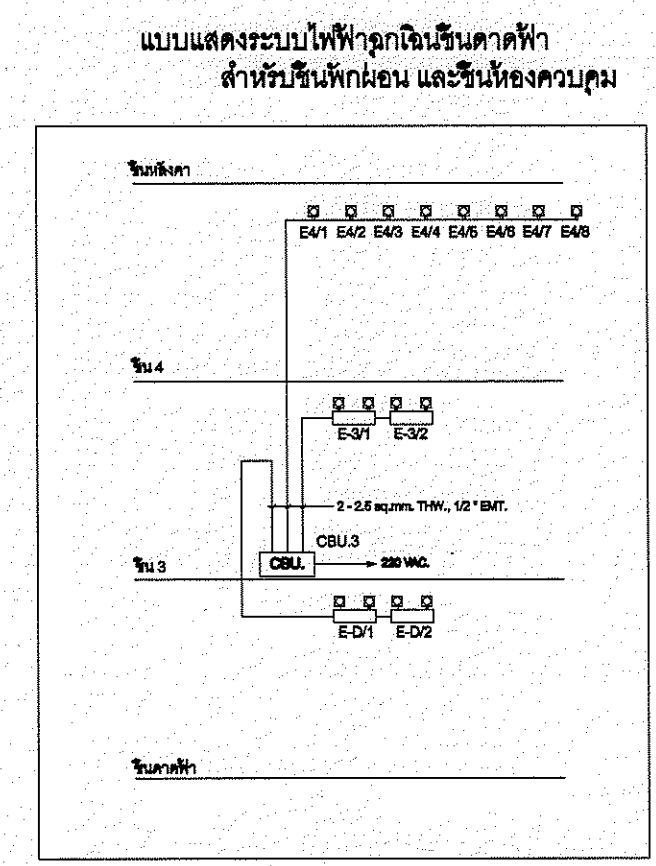 แบบแสดงระบบไฟฟ้าฉุกเฉินชั้นดาดฟ้า
สำหรับชั้นพักผ่อน และชั้นห้องควบคุม
ชั้นหลังคา
E4/1 E4/2 E4/3 E4/4 E4/5 E4/6 E4/7 E4/8
ชั้น 4
E-3/1 E-3/2
2 - 2.5 sq.mm. THW., 1/2 " EMT.
CBU.3
CBU. 220 VAC.
ชั้น 3
E-D/1 E-D/2
ชั้นดาดฟ้า